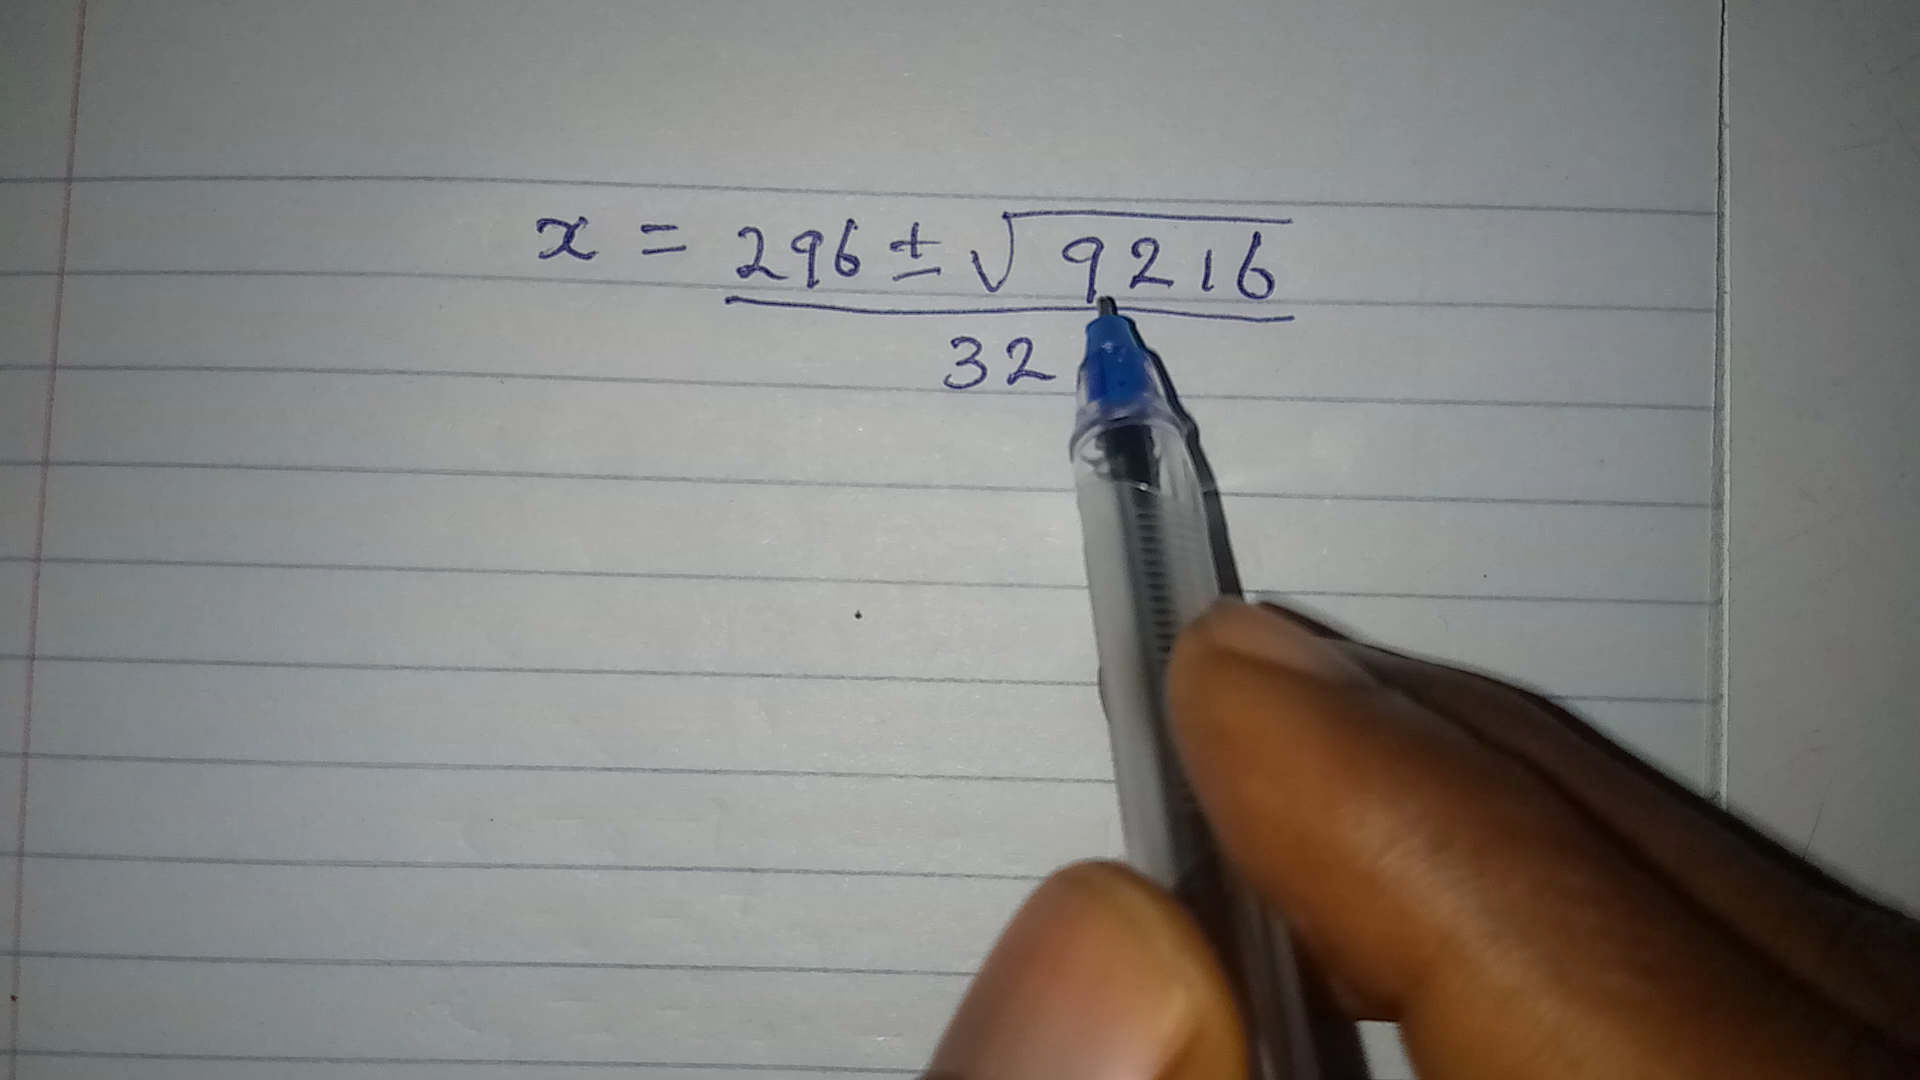 x = 296 ± √9216
32